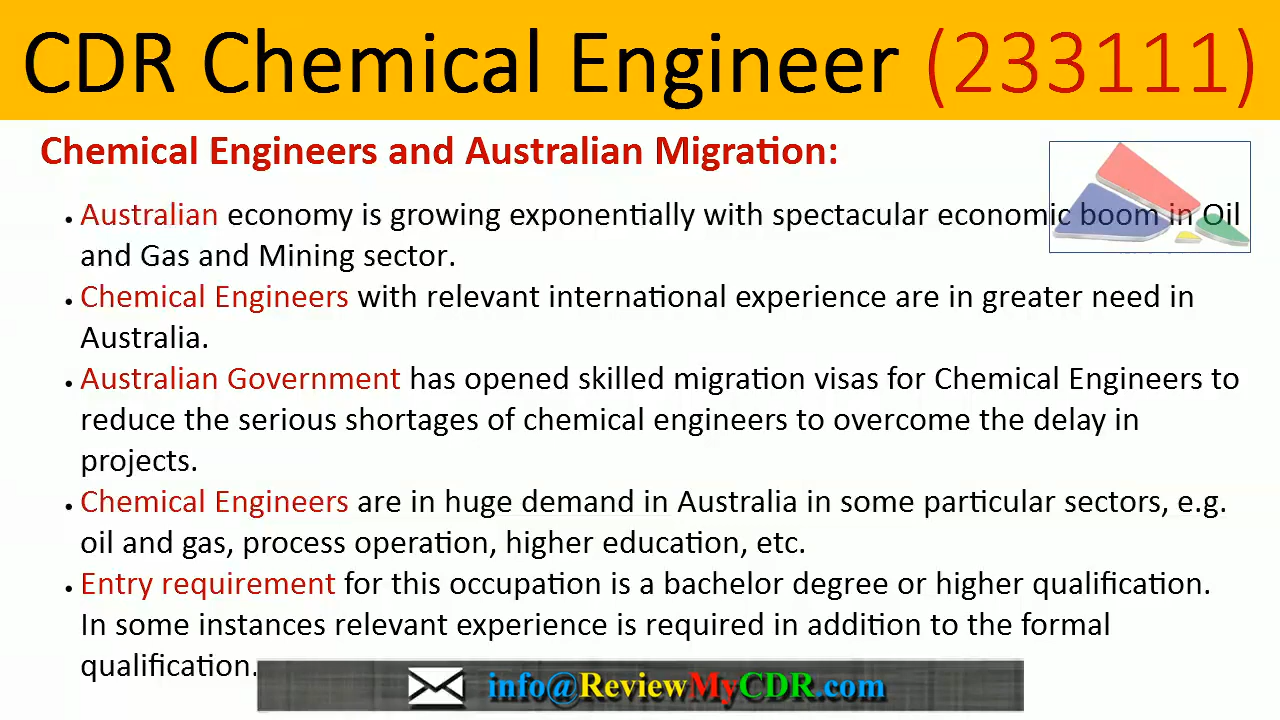 CDR Chemical Engineer (233111)
Chemical Engineers and Australian Migration:
• Australian economy is growing exponentially with spectacular economic boom in Oil
and Gas and Mining sector.
• Chemical Engineers with relevant international experience are in greater need in
Australia.
• Australian Government has opened skilled migration visas for Chemical Engineers to
reduce the serious shortages of chemical engineers to overcome the delay in
projects.
• Chemical Engineers are in huge demand in Australia in some particular sectors, e.g.
oil and gas, process operation, higher education, etc.
• Entry requirement for this occupation is a bachelor degree or higher qualification.
In some instances relevant experience is required in addition to the formal
qualification.
info@ReviewMyCDR.com